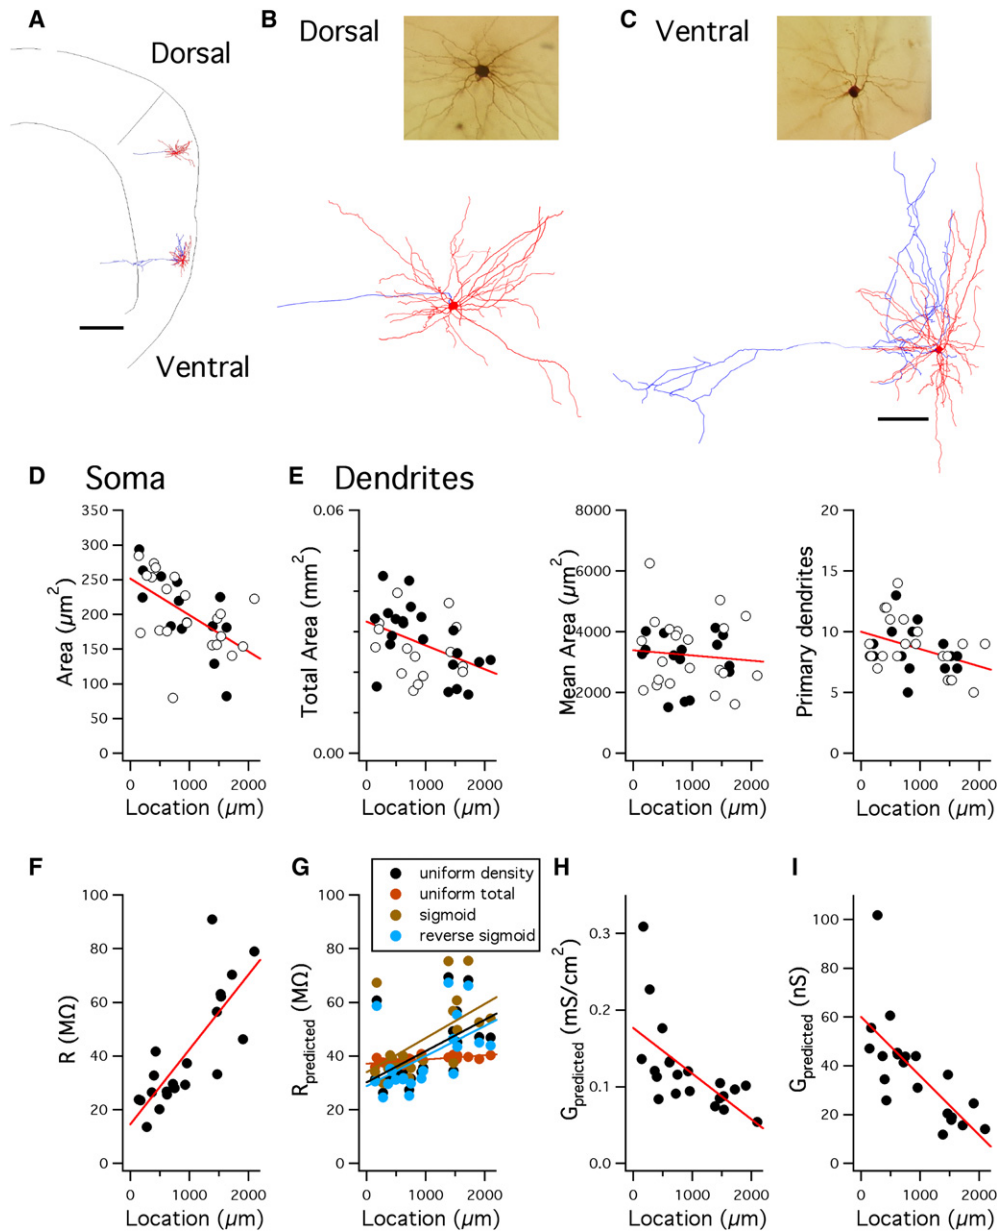 A
Dorsal
Ventral
B Dorsal
C Ventral
D Soma
Area (µm²)
350
300
250
200
150
100
50
0
0 1000 2000
Location (µm)
E Dendrites
Total Area (mm²)
0.06
0.00
0 1000 2000
Location (µm)
Mean Area (µm²)
8000
6000
4000
2000
0
0 1000 2000
Location (µm)
Primary dendrites
20
15
10
5
0
0 1000 2000
Location (µm)
F
R (MΩ)
100
80
60
40
20
0
0 1000 2000
Location (µm)
G
uniform density
uniform total
sigmoid
reverse sigmoid
Rpredicted (MΩ)
100
80
60
40
20
0
0 1000 2000
Location (µm)
H
Gpredicted (mS/cm²)
0.3
0.2
0.1
0.0
0 1000 2000
Location (µm)
I
Gpredicted (nS)
100
80
60
40
20
0
0 1000 2000
Location (µm)